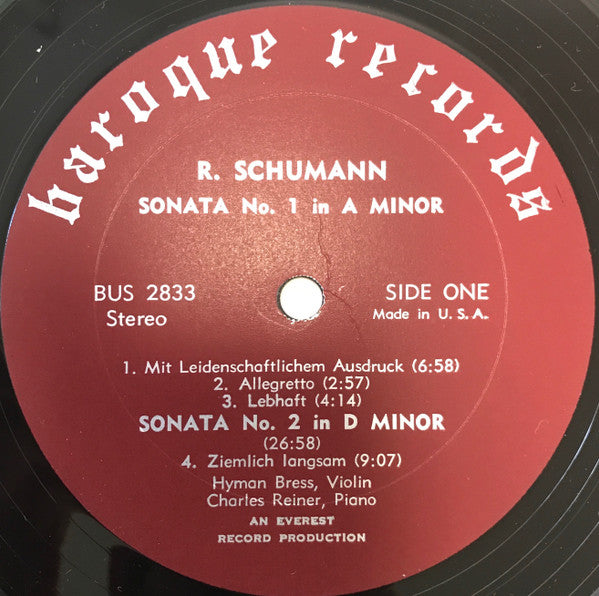 baroque records
R. SCHUMANN
SONATA No. 1 in A MINOR
BUS 2833
Stereo
SIDE ONE
Made in U. S. A.
1. Mit Leidenschaftlichem Ausdruck (6:58)
2. Allegretto (2:57)
3. Lebhaft (4:14)
SONATA No. 2 in D MINOR
(26:58)
4. Ziemlich langsam (9:07)
Hyman Bress, Violin
Charles Reiner, Piano
AN EVEREST
RECORD PRODUCTION